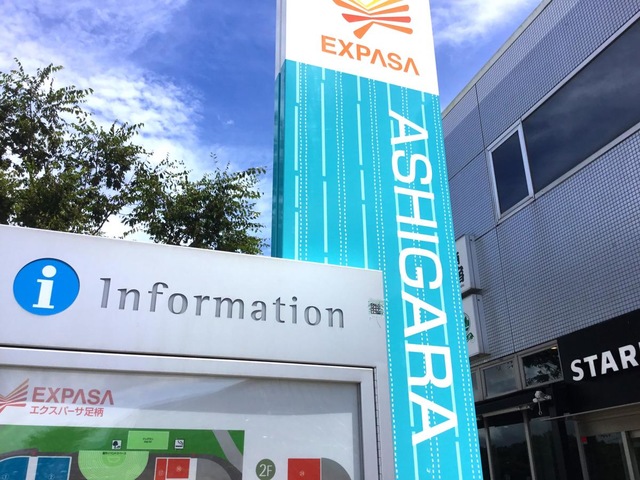 EXPASA
ASHIGARA
i Information
EXPASA
エクスパーサ足柄
2F
STAR